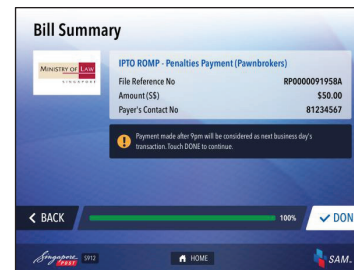 Bill Summary
MINISTRY OF LAW
SINGAPORE
IPTO ROMP - Penalties Payment (Pawnbrokers)
File Reference No RP0000091958A
Amount (S$) $50.00
Payer's Contact No 81234567
Payment made after 9pm will be considered as next business day's
transaction. Touch DONE to continue.
BACK
100%
DON
Singapore
POST
S912
HOME
SAM